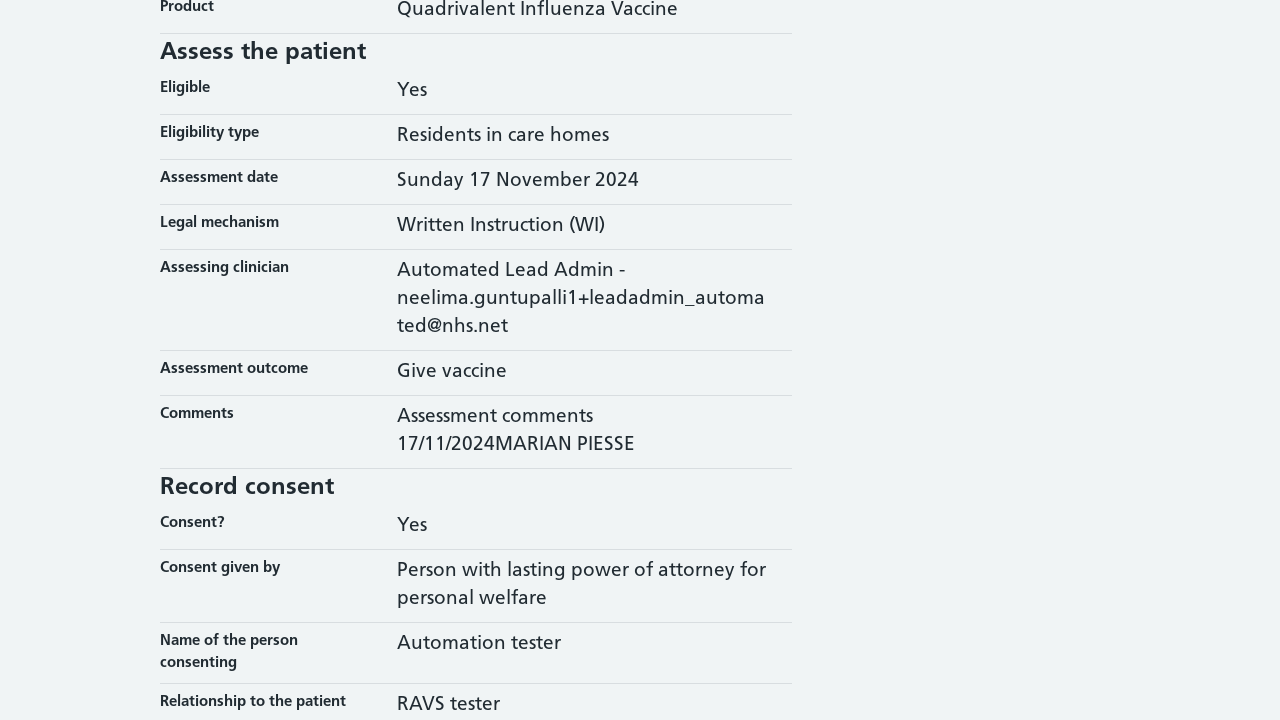 Product Quadrivalent Influenza Vaccine
Assess the patient
Eligible Yes
Eligibility type Residents in care homes
Assessment date Sunday 17 November 2024
Legal mechanism Written Instruction (WI)
Assessing clinician Automated Lead Admin -
neelima.guntupalli1+leadadmin_automa
ted@nhs.net
Assessment outcome Give vaccine
Comments Assessment comments
17/11/2024MARIAN PIESSE
Record consent
Consent? Yes
Consent given by Person with lasting power of attorney for
personal welfare
Name of the person Automation tester
consenting
Relationship to the patient RAVS tester